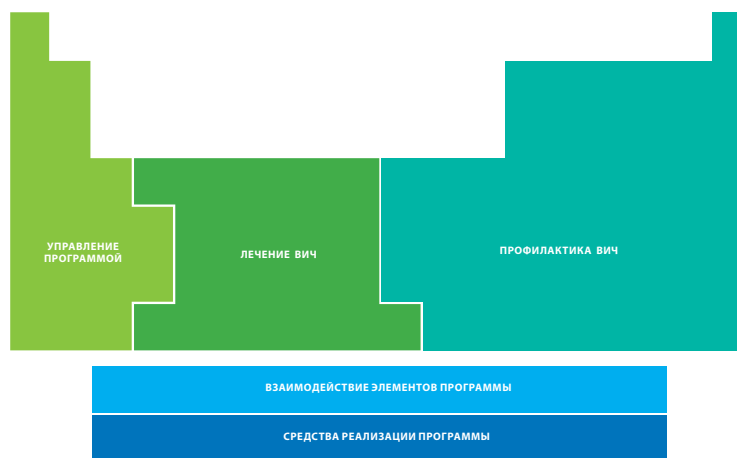 УПРАВЛЕНИЕ
ПРОГРАММОЙ
ЛЕЧЕНИЕ ВИЧ
ПРОФИЛАКТИКА ВИЧ
ВЗАИМОДЕЙСТВИЕ ЭЛЕМЕНТОВ ПРОГРАММЫ
СРЕДСТВА РЕАЛИЗАЦИИ ПРОГРАММЫ